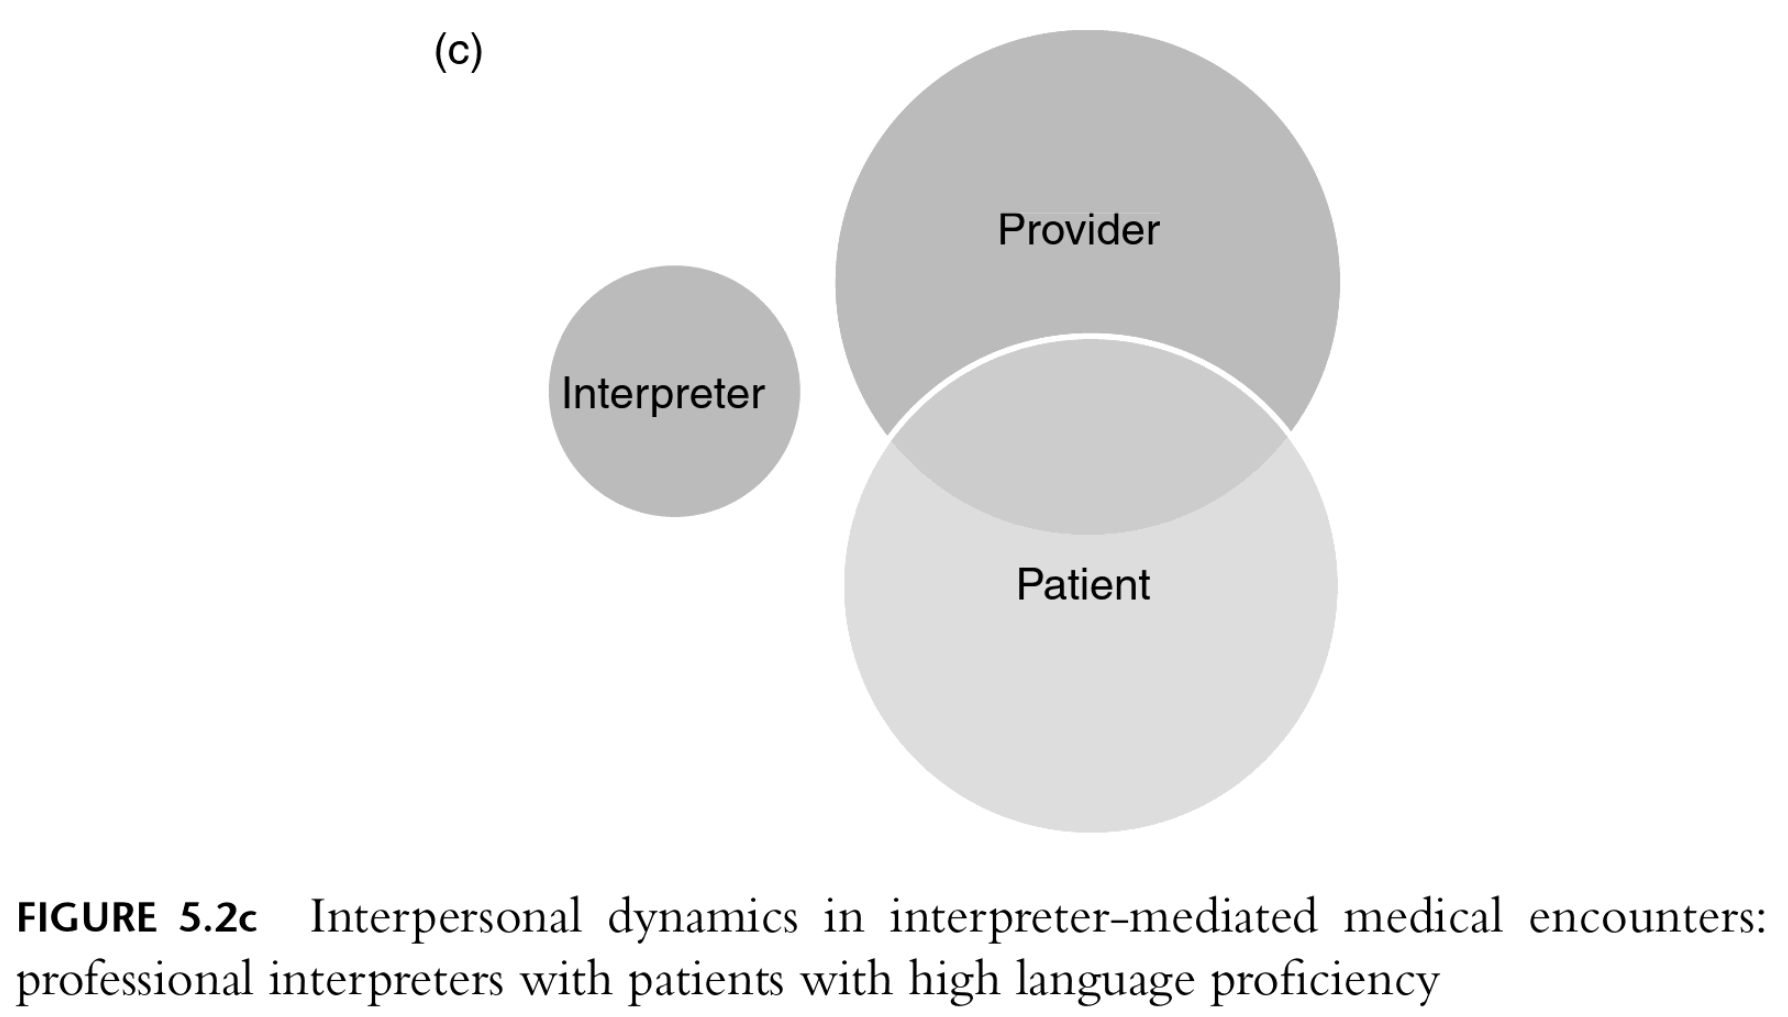 (c)
Provider
Interpreter
Patient
FIGURE 5.2c Interpersonal dynamics in interpreter-mediated medical encounters:
professional interpreters with patients with high language proficiency